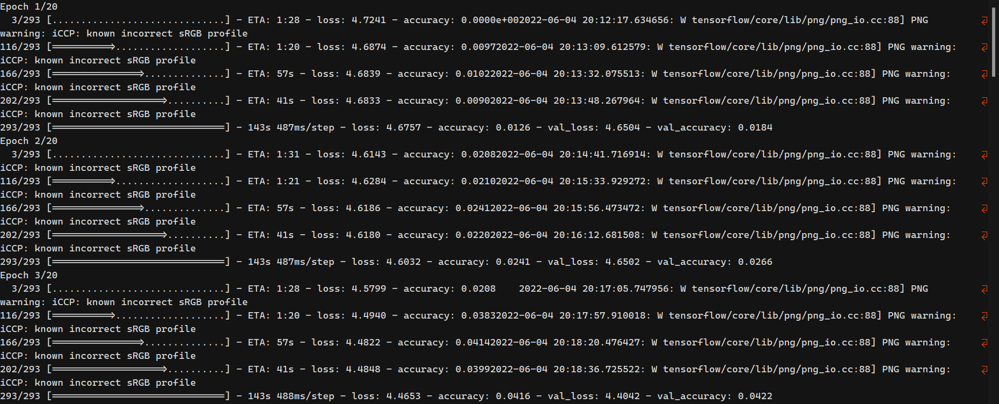 Epoch 1/20
  3/293 [..............................] - ETA: 1:28 - loss: 4.7241 - accuracy: 0.0000e+002022-06-04 20:12:17.634656: W tensorflow/core/lib/png/png_io.cc:88] PNG
warning: iCCP: known incorrect sRGB profile
116/293 [==========>...................] - ETA: 1:20 - loss: 4.6874 - accuracy: 0.00972022-06-04 20:13:09.612579: W tensorflow/core/lib/png/png_io.cc:88] PNG warning:
iCCP: known incorrect sRGB profile
166/293 [===============>..............] - ETA: 57s - loss: 4.6839 - accuracy: 0.01022022-06-04 20:13:32.075513: W tensorflow/core/lib/png/png_io.cc:88] PNG warning:
iCCP: known incorrect sRGB profile
202/293 [===================>..........] - ETA: 41s - loss: 4.6833 - accuracy: 0.00902022-06-04 20:13:48.267964: W tensorflow/core/lib/png/png_io.cc:88] PNG warning:
iCCP: known incorrect sRGB profile
293/293 [==============================] - 143s 487ms/step - loss: 4.6757 - accuracy: 0.0126 - val_loss: 4.6504 - val_accuracy: 0.0184
Epoch 2/20
  3/293 [..............................] - ETA: 1:31 - loss: 4.6143 - accuracy: 0.02082022-06-04 20:14:41.716914: W tensorflow/core/lib/png/png_io.cc:88] PNG warning:
iCCP: known incorrect sRGB profile
116/293 [==========>...................] - ETA: 1:21 - loss: 4.6284 - accuracy: 0.02102022-06-04 20:15:33.929272: W tensorflow/core/lib/png/png_io.cc:88] PNG warning:
iCCP: known incorrect sRGB profile
166/293 [===============>..............] - ETA: 57s - loss: 4.6186 - accuracy: 0.02412022-06-04 20:15:56.473472: W tensorflow/core/lib/png/png_io.cc:88] PNG warning:
iCCP: known incorrect sRGB profile
202/293 [===================>..........] - ETA: 41s - loss: 4.6180 - accuracy: 0.02202022-06-04 20:16:12.681508: W tensorflow/core/lib/png/png_io.cc:88] PNG warning:
iCCP: known incorrect sRGB profile
293/293 [==============================] - 143s 487ms/step - loss: 4.6032 - accuracy: 0.0241 - val_loss: 4.6502 - val_accuracy: 0.0266
Epoch 3/20
  3/293 [..............................] - ETA: 1:28 - loss: 4.5799 - accuracy: 0.0208    2022-06-04 20:17:05.747956: W tensorflow/core/lib/png/png_io.cc:88] PNG
warning: iCCP: known incorrect sRGB profile
116/293 [==========>...................] - ETA: 1:20 - loss: 4.4940 - accuracy: 0.03832022-06-04 20:17:57.910018: W tensorflow/core/lib/png/png_io.cc:88] PNG warning:
iCCP: known incorrect sRGB profile
166/293 [===============>..............] - ETA: 57s - loss: 4.4822 - accuracy: 0.04142022-06-04 20:18:20.476427: W tensorflow/core/lib/png/png_io.cc:88] PNG warning:
iCCP: known incorrect sRGB profile
202/293 [===================>..........] - ETA: 41s - loss: 4.4848 - accuracy: 0.03992022-06-04 20:18:36.725522: W tensorflow/core/lib/png/png_io.cc:88] PNG warning:
iCCP: known incorrect sRGB profile
293/293 [==============================] - 143s 488ms/step - loss: 4.4653 - accuracy: 0.0416 - val_loss: 4.4042 - val_accuracy: 0.0422